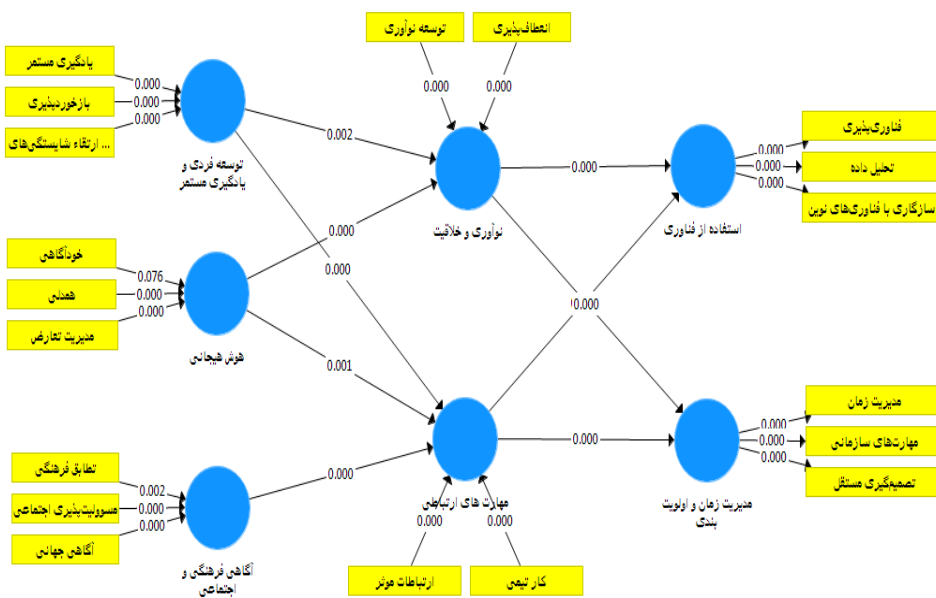 توسعه نوآوری
انعطاف‌پذیری
یادگیری مستمر
بازخوردپذیری
ارتقاء شایستگی‌های ...
0.000
0.000
0.000
توسعه فردی و
یادگیری مستمر
0.000
0.000
0.002
نوآوری و خلاقیت
0.000
فناوری‌پذیری
تحلیل داده
سازگاری با فناوری‌های نوین
0.000
0.000
0.000
استفاده از فناوری
خودآگاهی
همدلی
مدیریت تعارض
0.076
0.000
0.000
هوش هیجانی
0.000
0.000
0.001
0.000
تطابق فرهنگی
مسوولیت‌پذیری اجتماعی
آگاهی جهانی
0.002
0.000
0.000
آگاهی فرهنگی و
اجتماعی
0.000
مهارت های ارتباطی
0.000
0.000
ارتباطات موثر
کار تیمی
0.000
مدیریت زمان
مهارت‌های سازمانی
تصمیم‌گیری مستقل
0.000
0.000
0.000
مدیریت زمان و اولویت
بندی